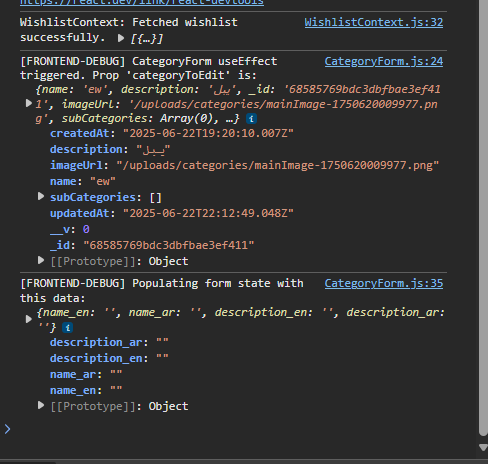 https://react.dev/link/react-devtools
WishlistContext: Fetched wishlist WishlistContext.js:32
successfully. ▶ [{…}]
[FRONTEND-DEBUG] CategoryForm useEffect CategoryForm.js:24
triggered. Prop 'categoryToEdit' is:
{name: 'ew', description: 'يبل', _id: '68585769bdc3dbfbae3ef41
1', imageUrl: '/uploads/categories/mainImage-1750620009977.pn
g', subCategories: Array(0), …} i
createdAt: "2025-06-22T19:20:10.007Z"
description: "يبل"
imageUrl: "/uploads/categories/mainImage-1750620009977.png"
name: "ew"
▶ subCategories: []
updatedAt: "2025-06-22T22:12:49.048Z"
__v: 0
_id: "68585769bdc3dbfbae3ef411"
▶ [[Prototype]]: Object
[FRONTEND-DEBUG] Populating form state with CategoryForm.js:35
this data:
{name_en: '', name_ar: '', description_en: '', description_ar:
''} i
description_ar: ""
description_en: ""
name_ar: ""
name_en: ""
▶ [[Prototype]]: Object
>